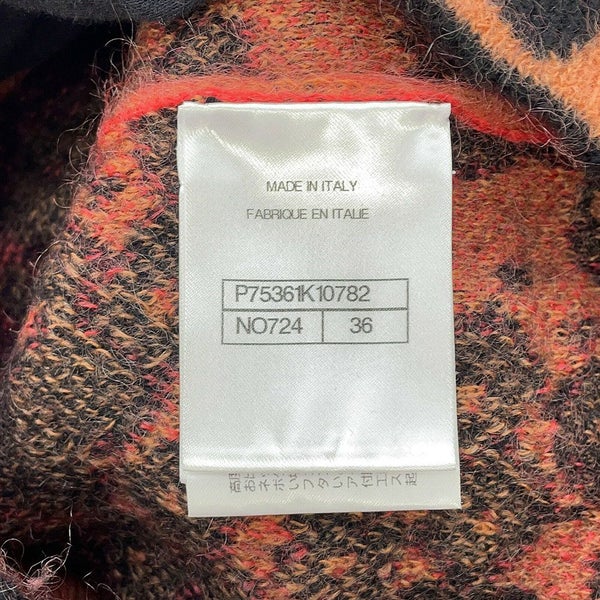 MADE IN ITALY
FABRIQUE EN ITALIE
P75361K10782
NO724 36